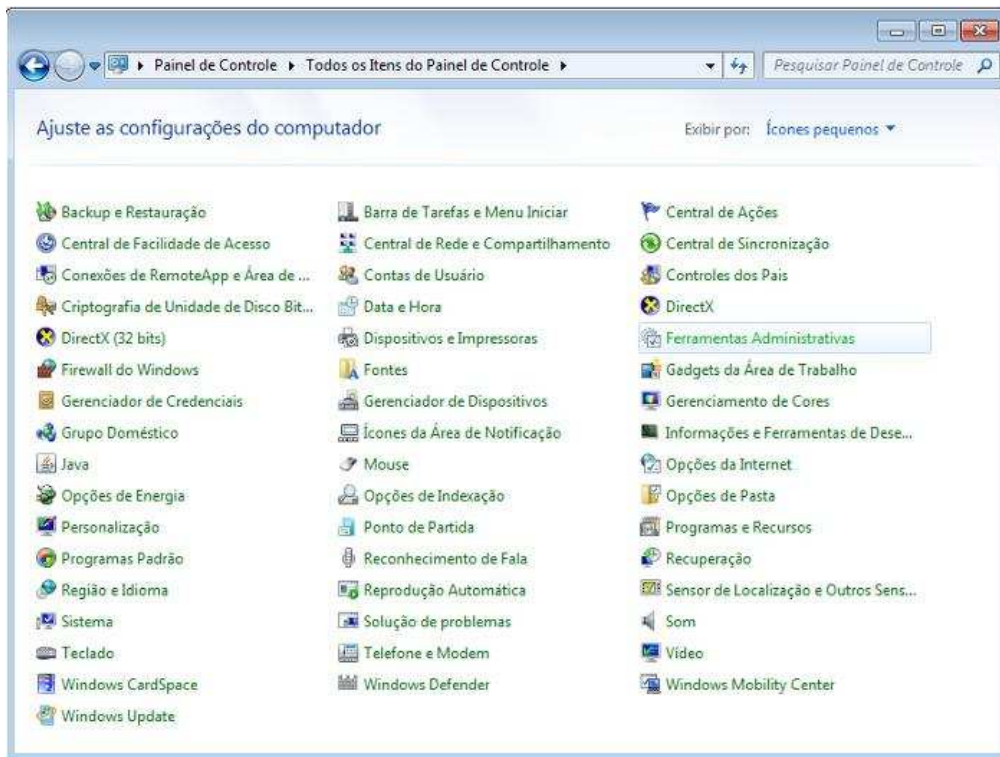 Painel de Controle ▸ Todos os Itens do Painel de Controle ▸ Pesquisar Painel de Controle
Ajuste as configurações do computador Exibir por: Ícones pequenos
Backup e Restauração Barra de Tarefas e Menu Iniciar Central de Ações
Central de Facilidade de Acesso Central de Rede e Compartilhamento Central de Sincronização
Conexões de RemoteApp e Área de ... Contas de Usuário Controles dos Pais
Criptografia de Unidade de Disco Bit... Data e Hora DirectX
DirectX (32 bits) Dispositivos e Impressoras Ferramentas Administrativas
Firewall do Windows Fontes Gadgets da Área de Trabalho
Gerenciador de Credenciais Gerenciador de Dispositivos Gerenciamento de Cores
Grupo Doméstico Ícones da Área de Notificação Informações e Ferramentas de Dese...
Java Mouse Opções da Internet
Opções de Energia Opções de Indexação Opções de Pasta
Personalização Ponto de Partida Programas e Recursos
Programas Padrão Reconhecimento de Fala Recuperação
Região e Idioma Reprodução Automática Sensor de Localização e Outros Sens...
Sistema Solução de problemas Som
Teclado Telefone e Modem Vídeo
Windows CardSpace Windows Defender Windows Mobility Center
Windows Update